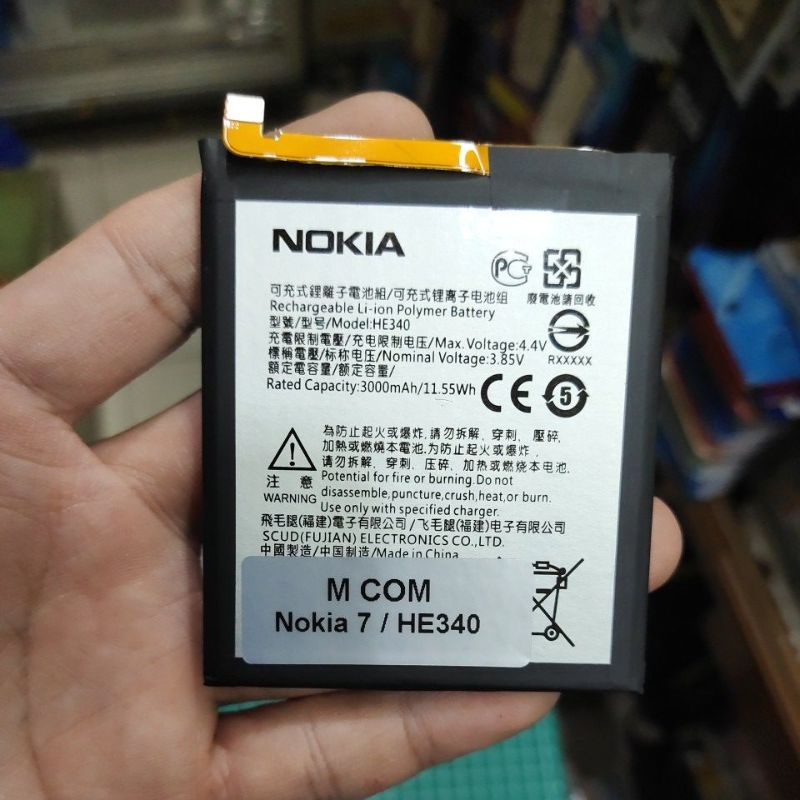 NOKIA
可充式鋰離子電池組/可充式锂离子电池组
Rechargeable Li-ion Polymer Battery
型號/型号/Model:HE340
充電限制電壓/充电限制电压/Max. Voltage:4.4V
標稱電壓/标称电压/Nominal Voltage:3.85V
額定電容量/额定容量/
Rated Capacity:3000mAh/11.55Wh
廢電池請回收
RXXXXX
CE
5
為防止起火或爆炸,請勿拆解、穿刺、壓碎、
加熱或燃燒本電池.为防止起火或爆炸,
请勿拆解、穿刺、压碎、加热或燃烧本电池.
Potential for fire or burning.Do not
disassemble,puncture,crush,heat,or burn.
Use only with specified charger.
注 意
WARNING
飛毛腿(福建)電子有限公司/飞毛腿(福建)电子有限公司
SCUD(FUJIAN) ELECTRONICS CO.,LTD.
中國製造/中国制造/Made in China
M COM
Nokia 7 / HE340